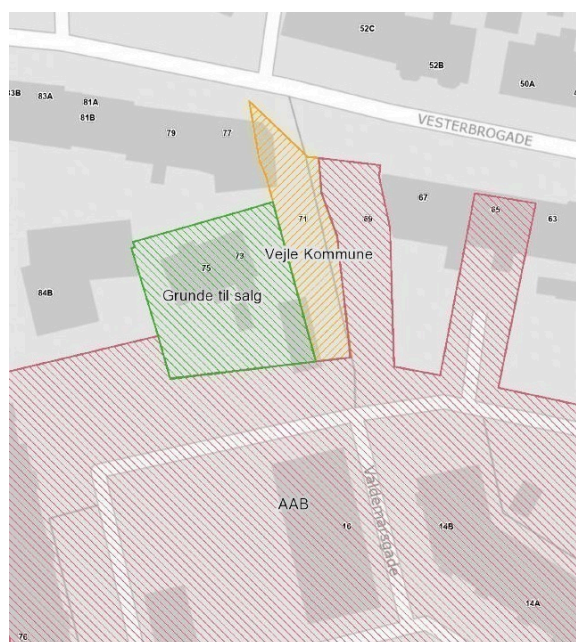 52C
52B
50A
83B
83A
81A
81B
79
77
VESTERBROGADE
71
69
67
65
63
Vejle Kommune
73
75
Grunde til salg
84B
AAB
16
Valdemarsgade
14B
14A
76